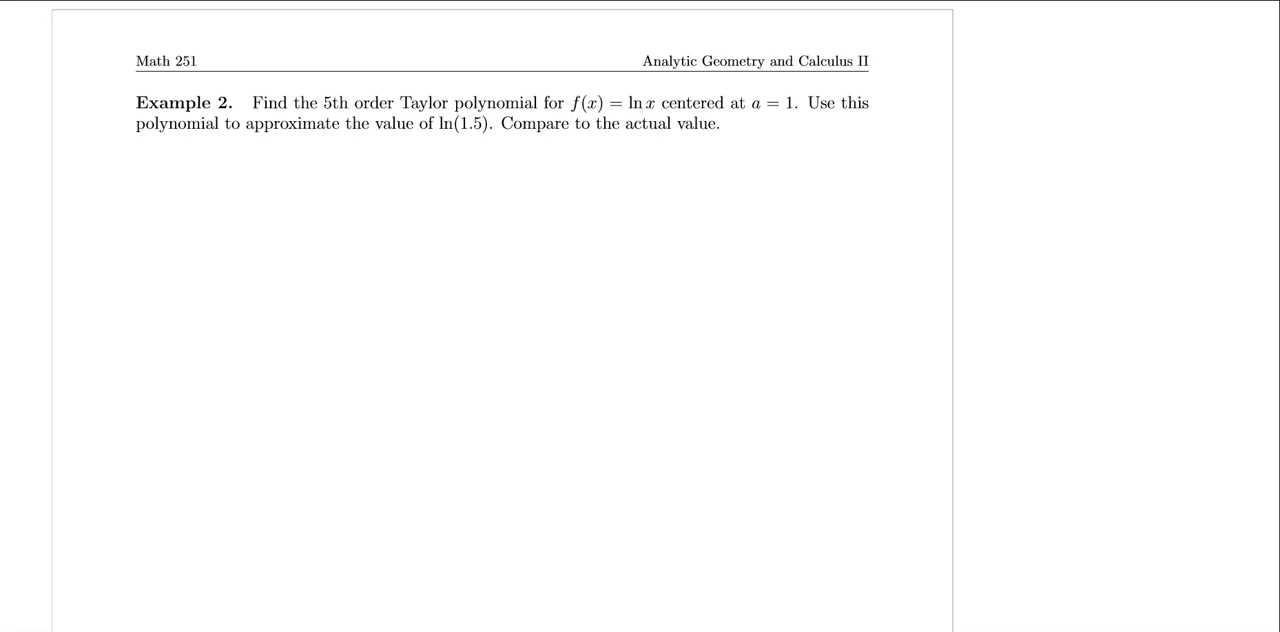 Math 251 Analytic Geometry and Calculus II
Example 2. Find the 5th order Taylor polynomial for f(x) = ln x centered at a = 1. Use this
polynomial to approximate the value of ln(1.5). Compare to the actual value.